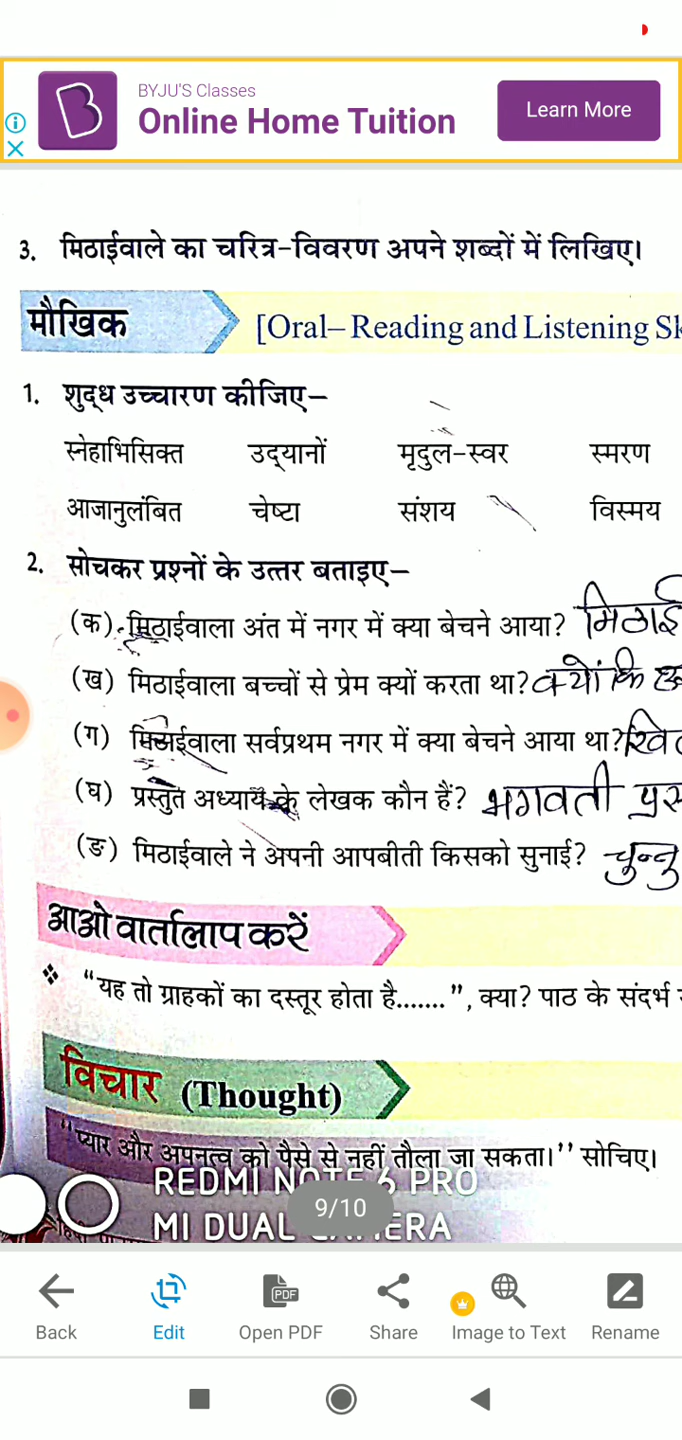 BYJU'S Classes
Online Home Tuition
Learn More
3. मिठाईवाले का चरित्र-विवरण अपने शब्दों में लिखिए।
मौखिक [Oral– Reading and Listening Sk
1. शुद्ध उच्चारण कीजिए–
स्नेहाभिसिक्त उद्यानों मृदुल-स्वर स्मरण
आजानुलंबित चेष्टा संशय विस्मय
2. सोचकर प्रश्नों के उत्तर बताइए–
(क) मिठाईवाला अंत में नगर में क्या बेचने आया? मिठाई
(ख) मिठाईवाला बच्चों से प्रेम क्यों करता था? क्योंकि
(ग) मिठाईवाला सर्वप्रथम नगर में क्या बेचने आया था?
(घ) प्रस्तुत अध्याय के लेखक कौन हैं? भगवती
(ङ) मिठाईवाले ने अपनी आपबीती किसको सुनाई? चुन्नु
आओ वार्तालाप करें
❖ “यह तो ग्राहकों का दस्तूर होता है.......”, क्या? पाठ के संदर्भ
विचार (Thought)
“प्यार और अपनत्व को पैसे से नहीं तौला जा सकता।” सोचिए।
REDMI NOTE 6 PRO
MI DUAL CAMERA
9/10
Back Edit Open PDF Share Image to Text Rename